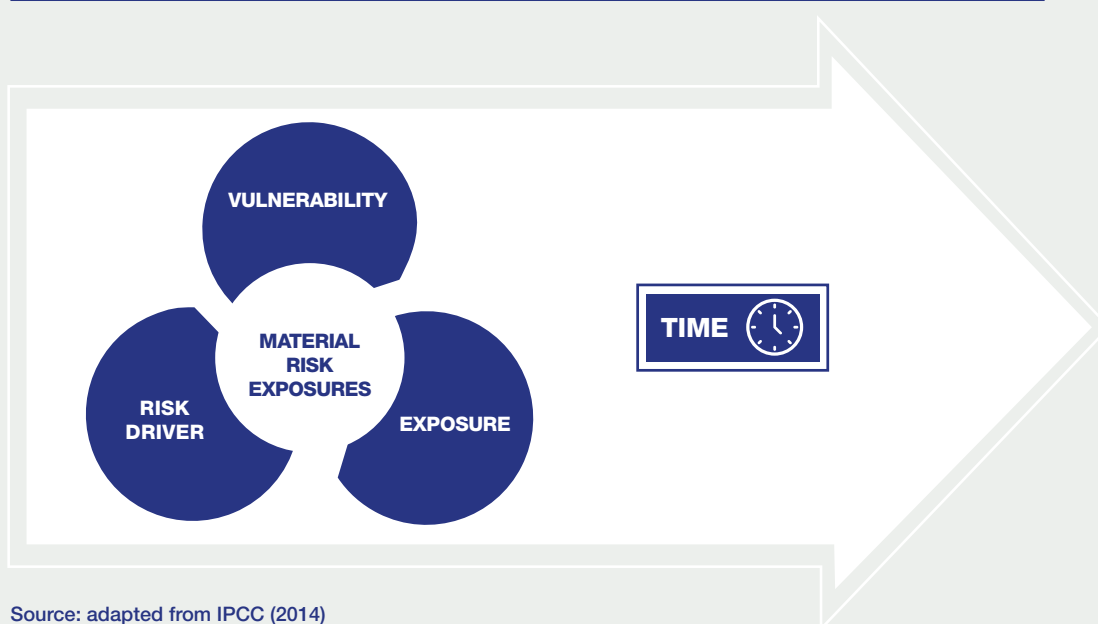 VULNERABILITY
MATERIAL
RISK
EXPOSURES
RISK
DRIVER
EXPOSURE
TIME
Source: adapted from IPCC (2014)